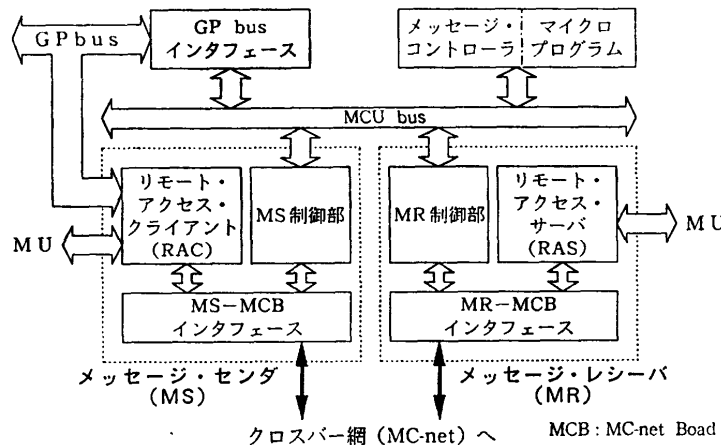 GPbus
GP bus
インタフェース
メッセージ・
コントローラ
マイクロ
プログラム
MCU bus
リモート・
アクセス・
クライアント
(RAC)
MS制御部
MR制御部
リモート・
アクセス・
サーバ
(RAS)
MU
MU
MS−MCB
インタフェース
MR−MCB
インタフェース
メッセージ・センダ
(MS)
メッセージ・レシーバ
(MR)
クロスバー網 (MC-net) へ
MCB : MC-net Boad